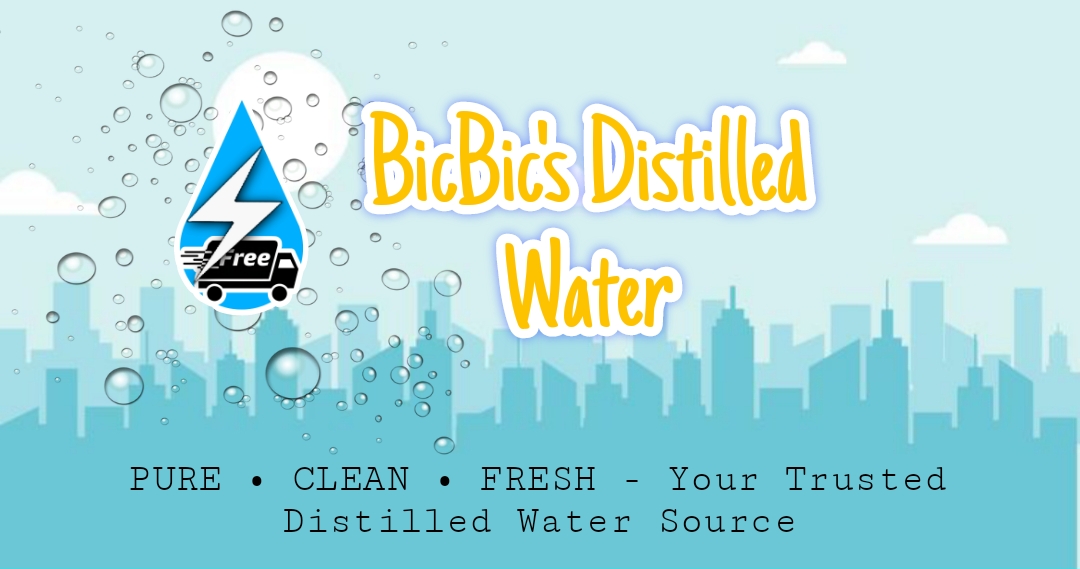 BicBic's Distilled
Water
Free
PURE • CLEAN • FRESH - Your Trusted
Distilled Water Source